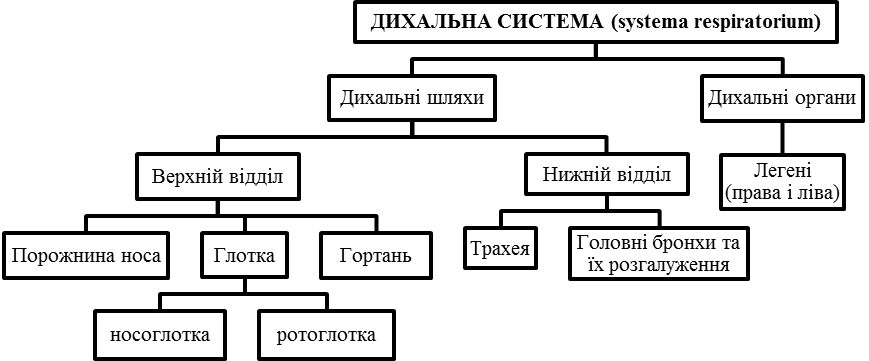 ДИХАЛЬНА СИСТЕМА (systema respiratorium)
Дихальні шляхи
Дихальні органи
Верхній відділ
Нижній відділ
Легені
(права і ліва)
Порожнина носа
Глотка
Гортань
Трахея
Головні бронхи та
їх розгалуження
носоглотка
ротоглотка